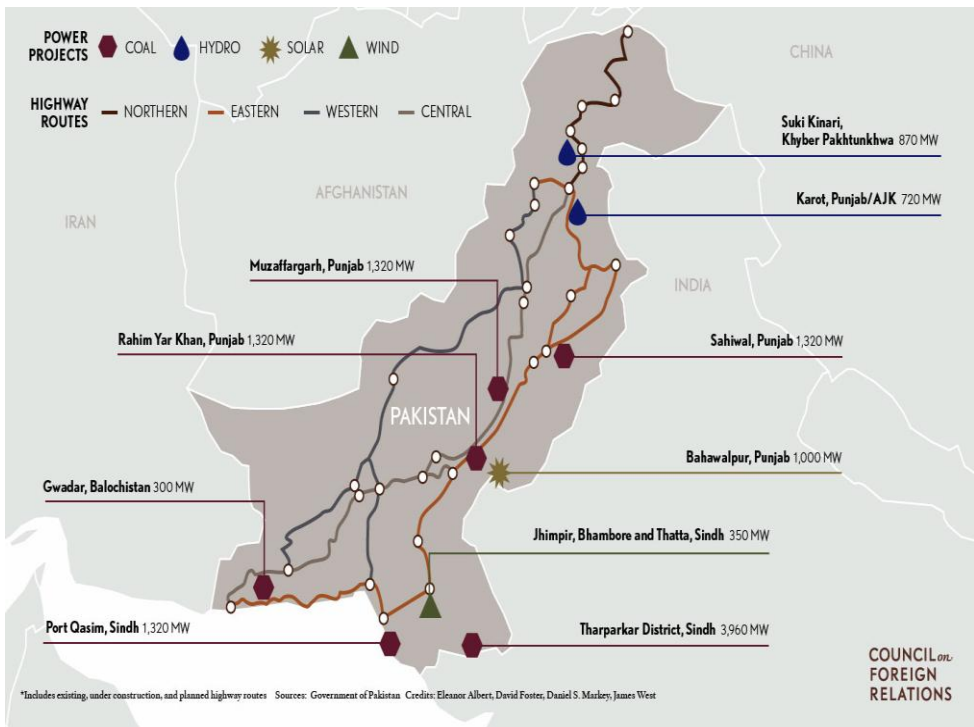 POWER
PROJECTS
COAL
HYDRO
SOLAR
WIND
HIGHWAY
ROUTES
NORTHERN
EASTERN
WESTERN
CENTRAL
CHINA
Suki Kinari,
Khyber Pakhtunkhwa 870 MW
AFGHANISTAN
Karot, Punjab/AJK 720 MW
IRAN
Muzaffargarh, Punjab 1,320 MW
INDIA
Rahim Yar Khan, Punjab 1,320 MW
Sahiwal, Punjab 1,320 MW
PAKISTAN
Bahawalpur, Punjab 1,000 MW
Gwadar, Balochistan 300 MW
Jhimpir, Bhambore and Thatta, Sindh 350 MW
Port Qasim, Sindh 1,320 MW
Tharparkar District, Sindh 3,960 MW
COUNCIL on
FOREIGN
RELATIONS
*Includes existing, under construction, and planned highway routes Sources: Government of Pakistan Credits: Eleanor Albert, David Foster, Daniel S. Markey, James West